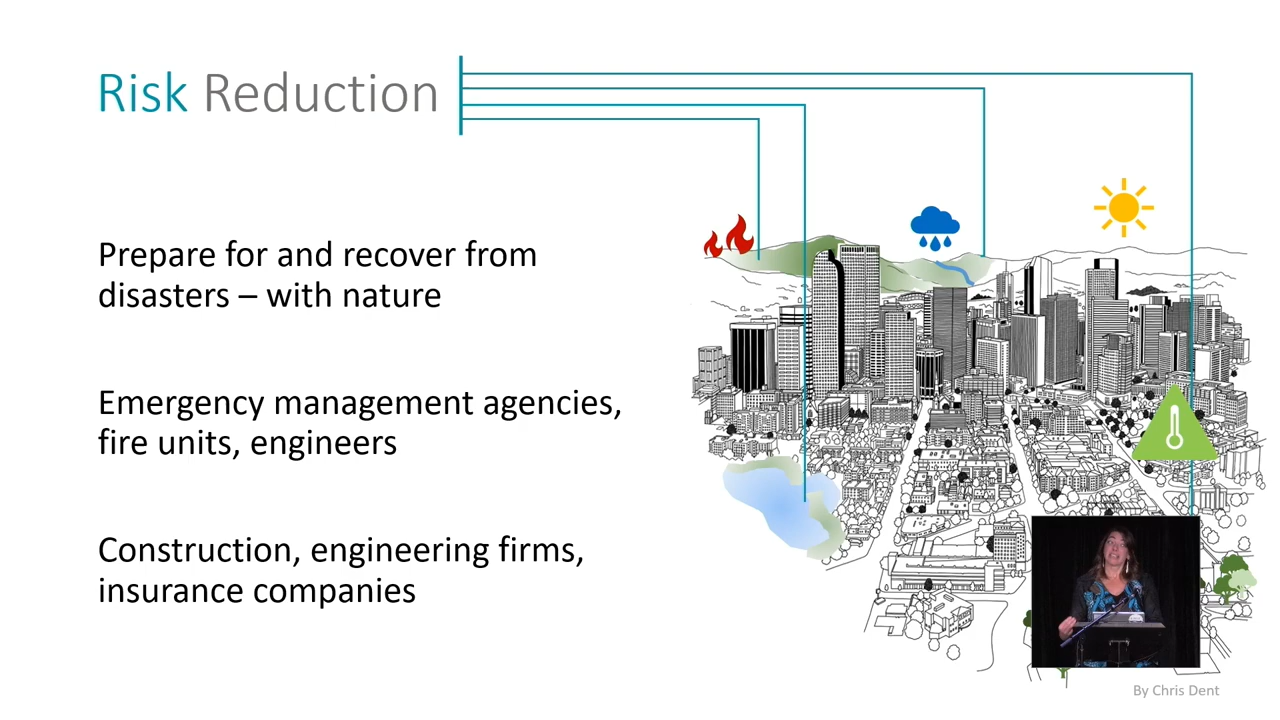 Risk Reduction
Prepare for and recover from
disasters – with nature
Emergency management agencies,
fire units, engineers
Construction, engineering firms,
insurance companies
By Chris Dent